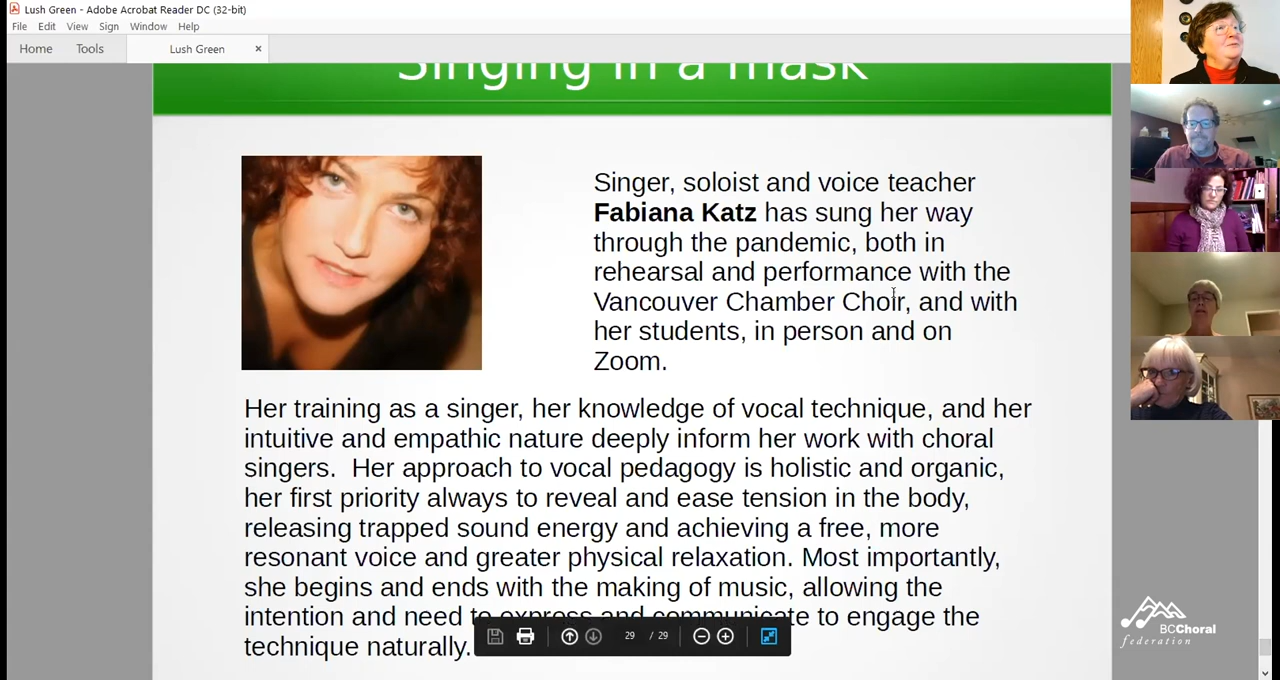 Lush Green - Adobe Acrobat Reader DC (32-bit)
File Edit View Sign Window Help
Home Tools Lush Green ×
Singing in a mask
Singer, soloist and voice teacher
Fabiana Katz has sung her way
through the pandemic, both in
rehearsal and performance with the
Vancouver Chamber Choir, and with
her students, in person and on
Zoom.
Her training as a singer, her knowledge of vocal technique, and her
intuitive and empathic nature deeply inform her work with choral
singers. Her approach to vocal pedagogy is holistic and organic,
her first priority always to reveal and ease tension in the body,
releasing trapped sound energy and achieving a free, more
resonant voice and greater physical relaxation. Most importantly,
she begins and ends with the making of music, allowing the
intention and need to express and communicate to engage the
technique naturally.
29 / 29
BCChoral
federation